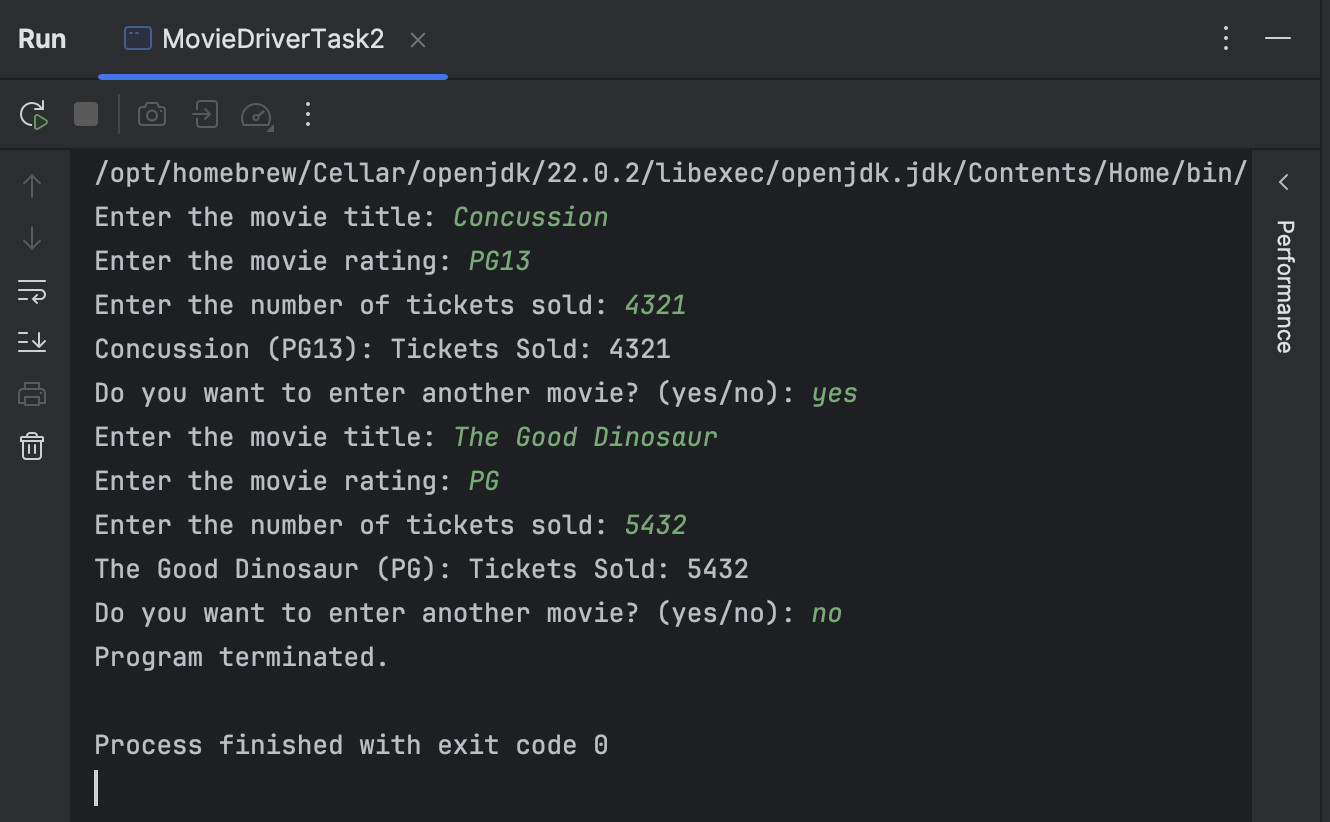 Run MovieDriverTask2
/opt/homebrew/Cellar/openjdk/22.0.2/libexec/openjdk.jdk/Contents/Home/bin/
Enter the movie title: Concussion
Enter the movie rating: PG13
Enter the number of tickets sold: 4321
Concussion (PG13): Tickets Sold: 4321
Do you want to enter another movie? (yes/no): yes
Enter the movie title: The Good Dinosaur
Enter the movie rating: PG
Enter the number of tickets sold: 5432
The Good Dinosaur (PG): Tickets Sold: 5432
Do you want to enter another movie? (yes/no): no
Program terminated.
Process finished with exit code 0
Performance